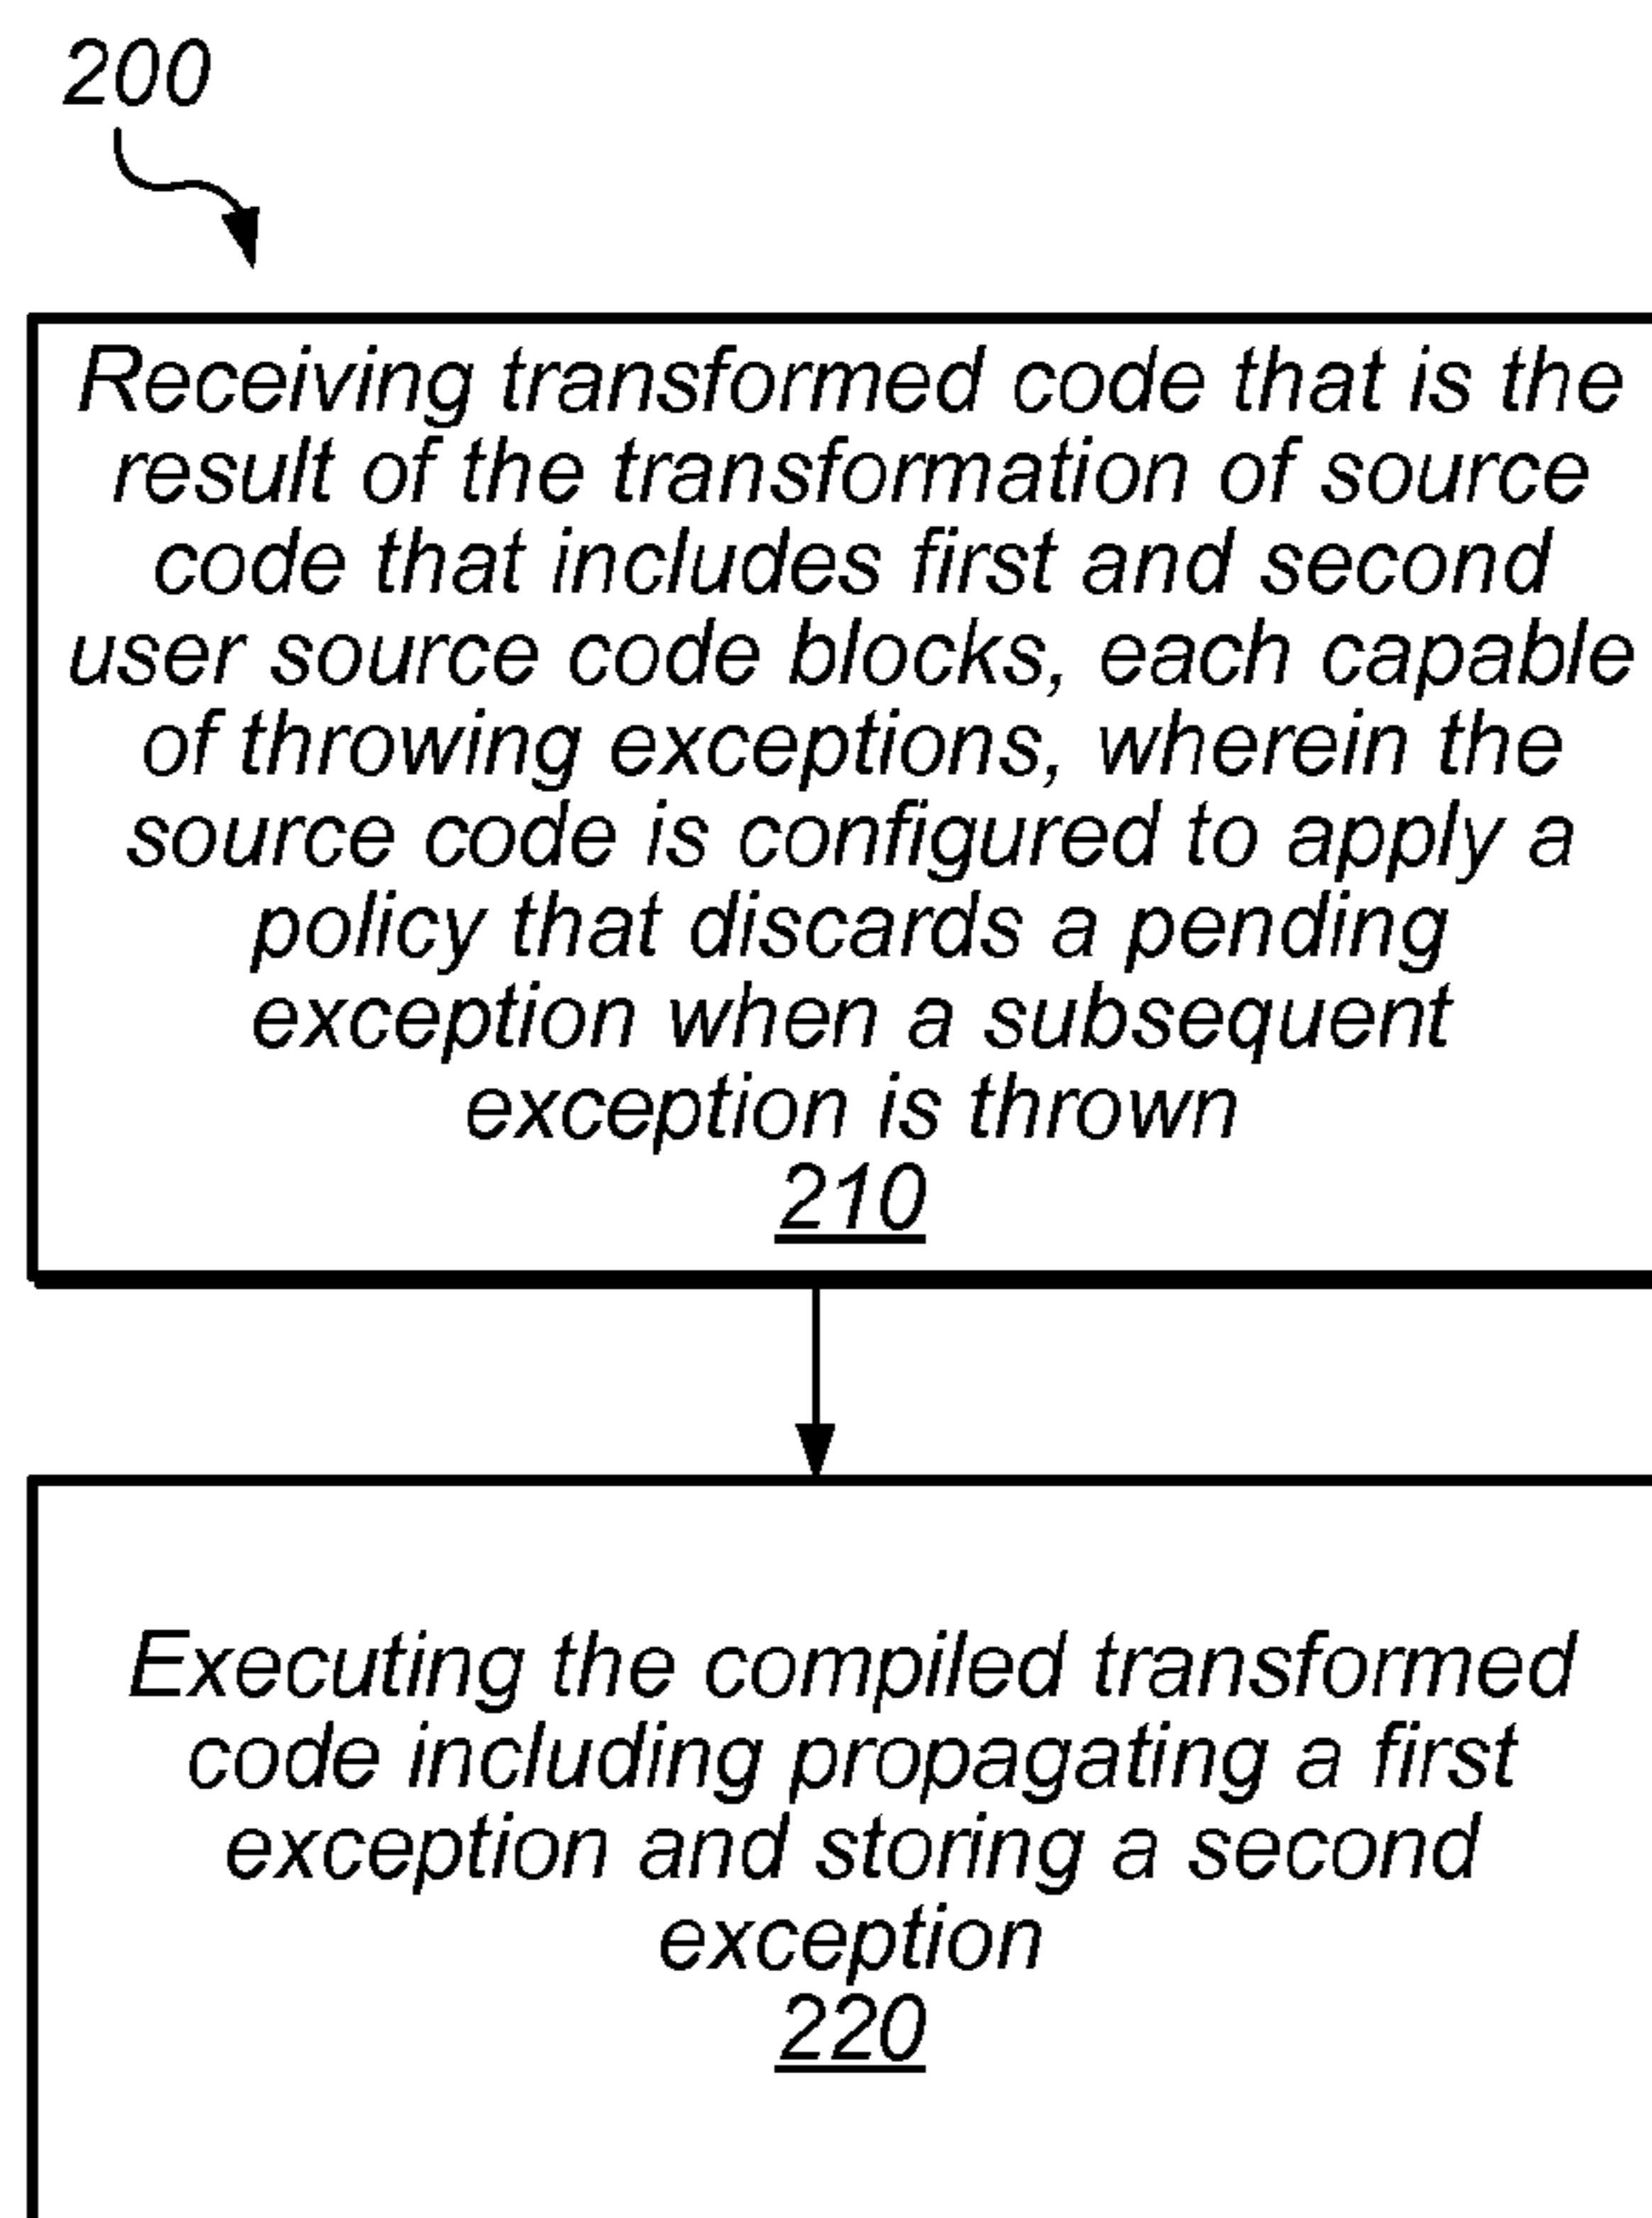 200
Receiving transformed code that is the
result of the transformation of source
code that includes first and second
user source code blocks, each capable
of throwing exceptions, wherein the
source code is configured to apply a
policy that discards a pending
exception when a subsequent
exception is thrown
210
Executing the compiled transformed
code including propagating a first
exception and storing a second
exception
220